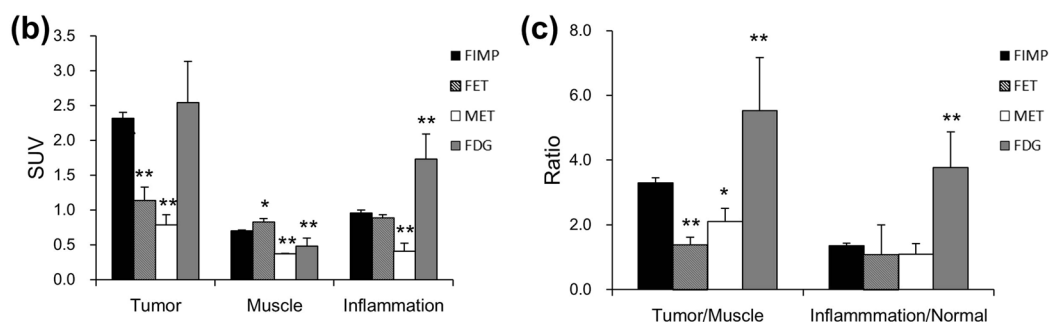 (b)
3.5
3.0
2.5
2.0
1.5
1.0
0.5
0.0
SUV
**
**
*
**
**
**
**
Tumor Muscle Inflammation
FIMP
FET
MET
FDG
(c)
8.0
6.0
4.0
2.0
0.0
Ratio
**
*
**
**
Tumor/Muscle Inflammmation/Normal
FIMP
FET
MET
FDG